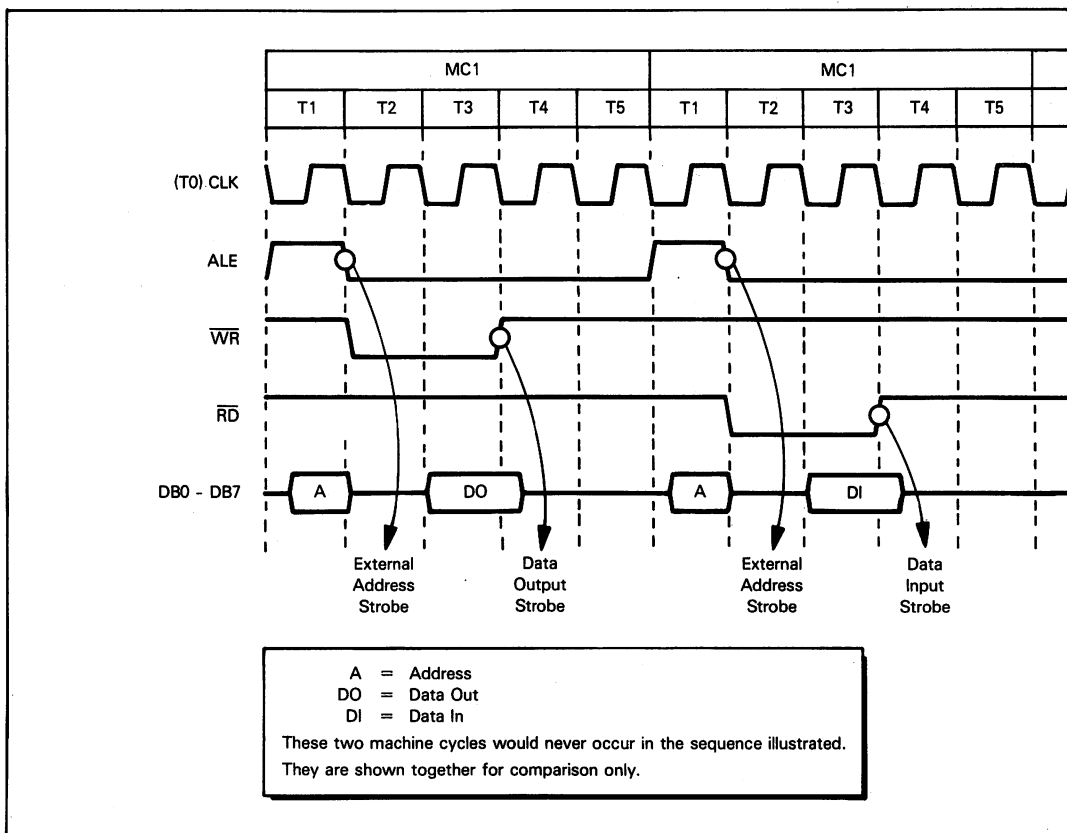 MC1 MC1
T1 T2 T3 T4 T5 T1 T2 T3 T4 T5
(T0) CLK
ALE
WR
RD
DB0 - DB7 A DO A DI
External Address Strobe
Data Output Strobe
External Address Strobe
Data Input Strobe
A = Address
DO = Data Out
DI = Data In
These two machine cycles would never occur in the sequence illustrated.
They are shown together for comparison only.